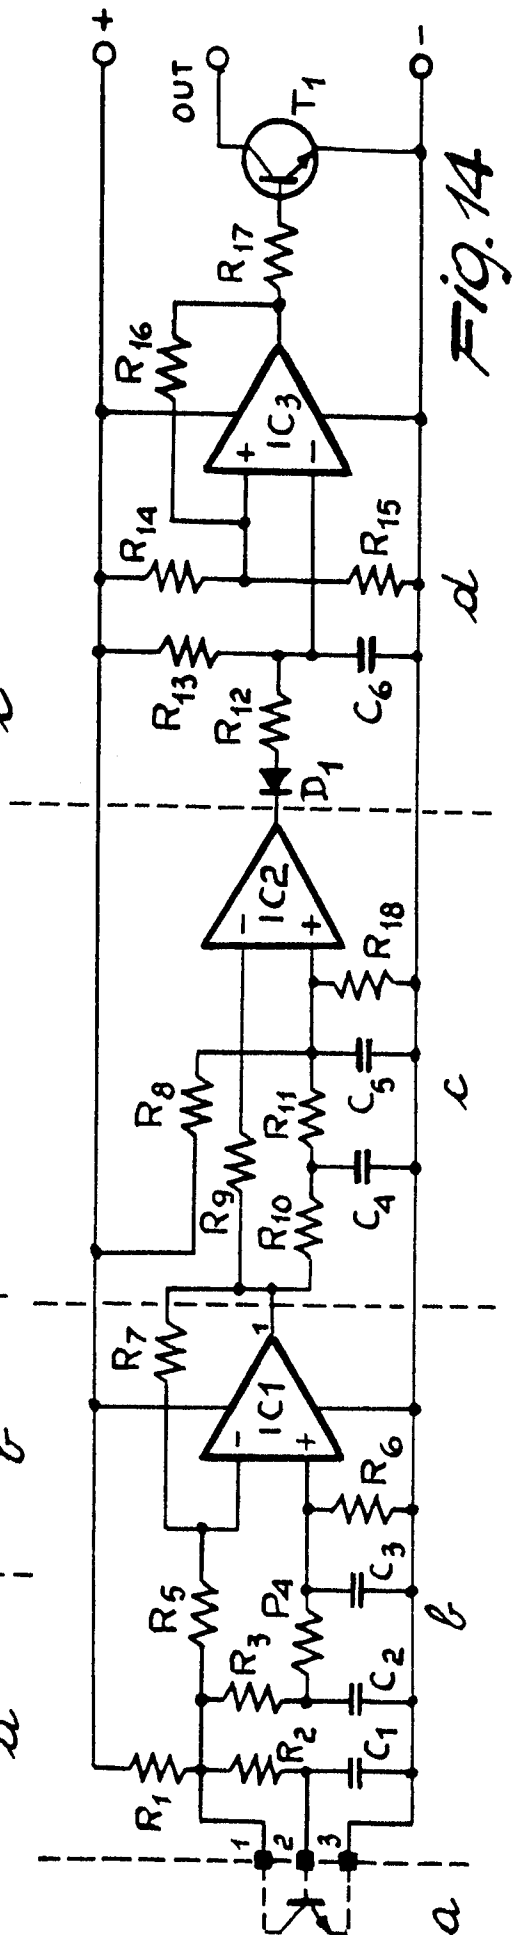 +
OUT
T1
-
Fig. 14
R17
R16
IC3
+
-
R14
R15
d
R13
R12
C6
D1
IC2
-
+
R18
C5
c
R8
R9
R11
R10
C4
R7
1
IC1
-
+
R6
b
R5
P4
C3
R3
C2
R2
C1
R1
1
2
3
a
b